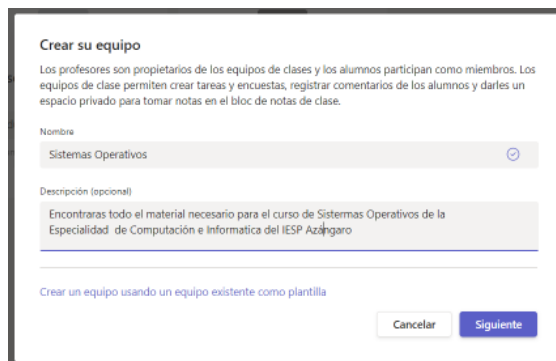 Crear su equipo
Los profesores son propietarios de los equipos de clases y los alumnos participan como miembros. Los
equipos de clase permiten crear tareas y encuestas, registrar comentarios de los alumnos y darles un
espacio privado para tomar notas en el bloc de notas de clase.
Nombre
Sistemas Operativos
Descripción (opcional)
Encontraras todo el material necesario para el curso de Sistermas Operativos de la
Especialidad de Computación e Informatica del IESP Azángaro
Crear un equipo usando un equipo existente como plantilla
Cancelar Siguiente